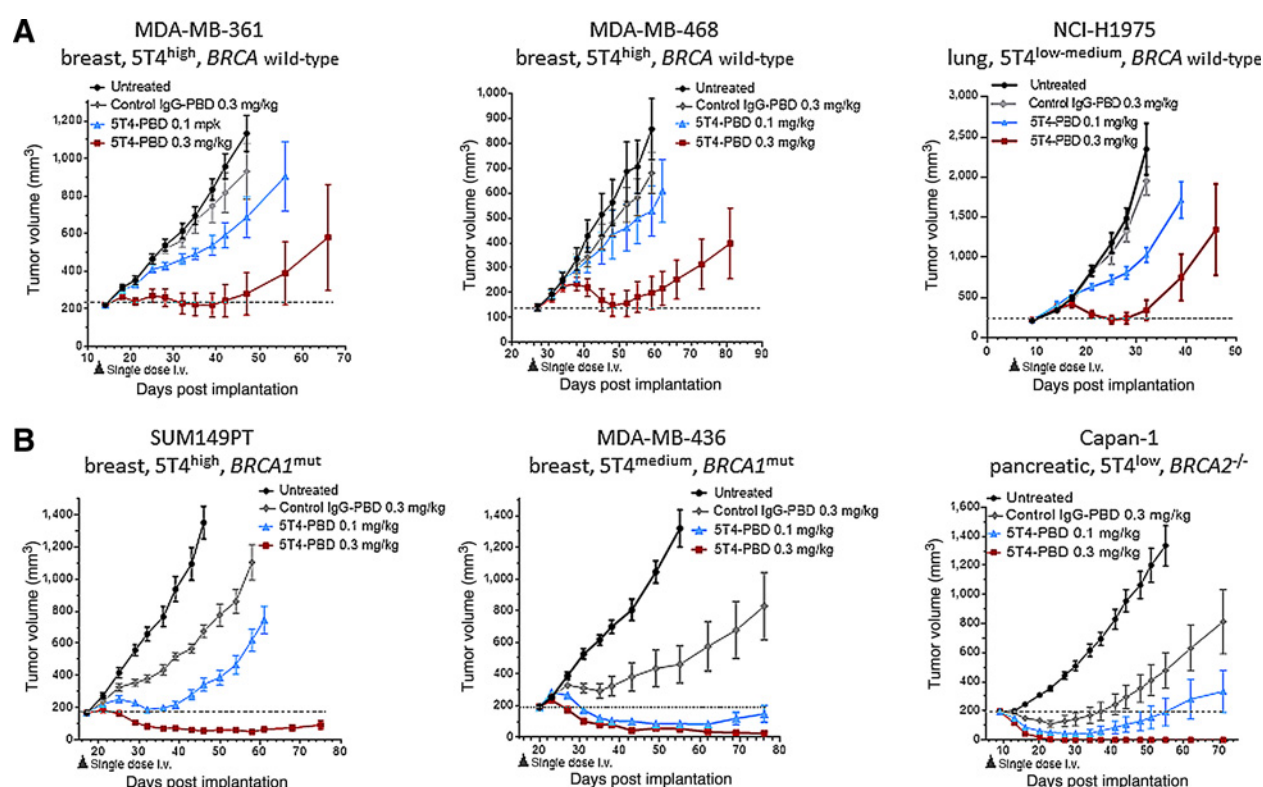 A
MDA-MB-361
breast, 5T4high, BRCA wild-type
Untreated
Control IgG-PBD 0.3 mg/kg
5T4-PBD 0.1 mpk
5T4-PBD 0.3 mg/kg
Tumor volume (mm3)
1,200
1,000
800
600
400
200
0
10 20 30 40 50 60 70
Single dose I.v.
Days post implantation
MDA-MB-468
breast, 5T4high, BRCA wild-type
Untreated
Control IgG-PBD 0.3 mg/kg
5T4-PBD 0.1 mg/kg
5T4-PBD 0.3 mg/kg
Tumor volume (mm3)
1,000
900
800
700
600
500
400
300
200
100
0
20 30 40 50 60 70 80 90
Single dose I.v.
Days post implantation
NCI-H1975
lung, 5T4low-medium, BRCA wild-type
Untreated
Control IgG-PBD 0.3 mg/kg
5T4-PBD 0.1 mg/kg
5T4-PBD 0.3 mg/kg
Tumor volume (mm3)
3,000
2,500
2,000
1,500
1,000
500
0
0 10 20 30 40 50
Single dose I.v.
Days post implantation
B
SUM149PT
breast, 5T4high, BRCA1mut
Untreated
Control IgG-PBD 0.3 mg/kg
5T4-PBD 0.1 mg/kg
5T4-PBD 0.3 mg/kg
Tumor volume (mm3)
1,400
1,200
1,000
800
600
400
200
0
16 20 30 40 50 60 70 80
Single dose I.v.
Days post implantation
MDA-MB-436
breast, 5T4medium, BRCA1mut
Untreated
Control IgG-PBD 0.3 mg/kg
5T4-PBD 0.1 mg/kg
5T4-PBD 0.3 mg/kg
Tumor volume (mm3)
1,400
1,200
1,000
800
600
400
200
0
16 20 30 40 50 60 70 80
Single dose I.v.
Days post implantation
Capan-1
pancreatic, 5T4low, BRCA2-/-
Untreated
Control IgG-PBD 0.3 mg/kg
5T4-PBD 0.1 mg/kg
5T4-PBD 0.3 mg/kg
Tumor volume (mm3)
1,600
1,400
1,200
1,000
800
600
400
200
0
6 10 20 30 40 50 60 70
Single dose I.v.
Days post implantation